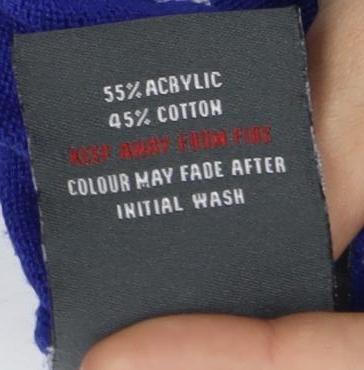 55% ACRYLIC
45% COTTON
KEEP AWAY FROM FIRE
COLOUR MAY FADE AFTER
INITIAL WASH